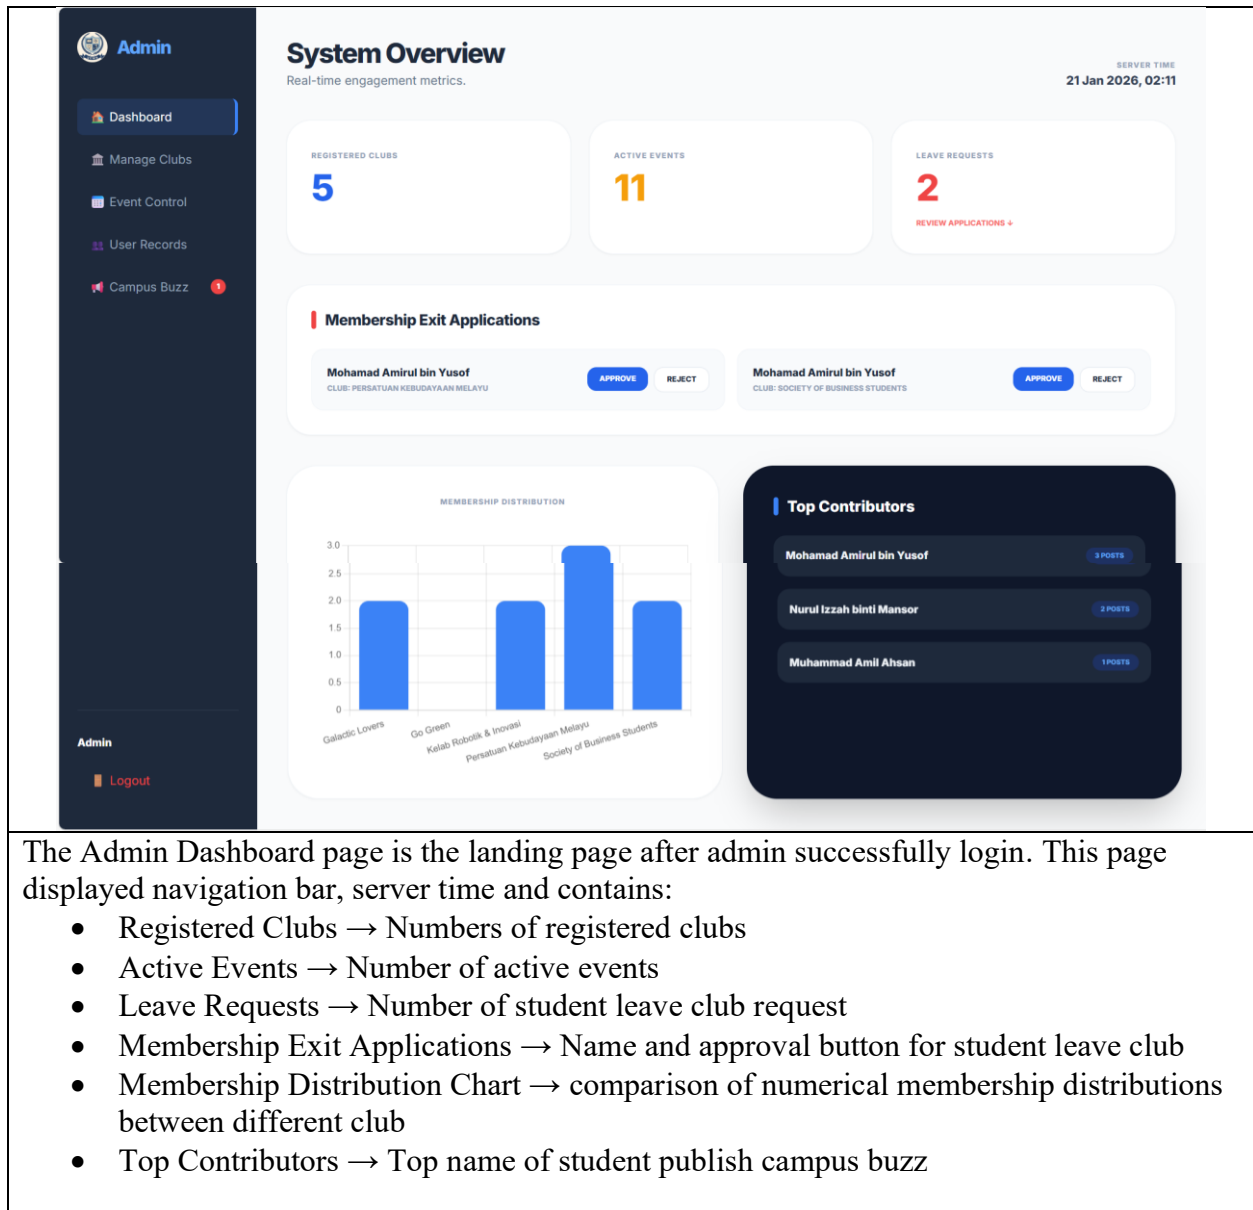 Admin
Dashboard
Manage Clubs
Event Control
User Records
Campus Buzz 1
Admin
Logout
System Overview
Real-time engagement metrics.
SERVER TIME
21 Jan 2026, 02:11
REGISTERED CLUBS
5
ACTIVE EVENTS
11
LEAVE REQUESTS
2
REVIEW APPLICATIONS ↓
Membership Exit Applications
Mohamad Amirul bin Yusof
CLUB: PERSATUAN KEBUDAYAAN MELAYU
APPROVE REJECT
Mohamad Amirul bin Yusof
CLUB: SOCIETY OF BUSINESS STUDENTS
APPROVE REJECT
MEMBERSHIP DISTRIBUTION
3.0
2.5
2.0
1.5
1.0
0.5
0
Galactic Lovers
Go Green
Kelab Robotik & Inovasi
Persatuan Kebudayaan Melayu
Society of Business Students
Top Contributors
Mohamad Amirul bin Yusof 3 POSTS
Nurul Izzah binti Mansor 2 POSTS
Muhammad Amil Ahsan 1 POSTS
The Admin Dashboard page is the landing page after admin successfully login. This page
displayed navigation bar, server time and contains:
• Registered Clubs → Numbers of registered clubs
• Active Events → Number of active events
• Leave Requests → Number of student leave club request
• Membership Exit Applications → Name and approval button for student leave club
• Membership Distribution Chart → comparison of numerical membership distributions
between different club
• Top Contributors → Top name of student publish campus buzz